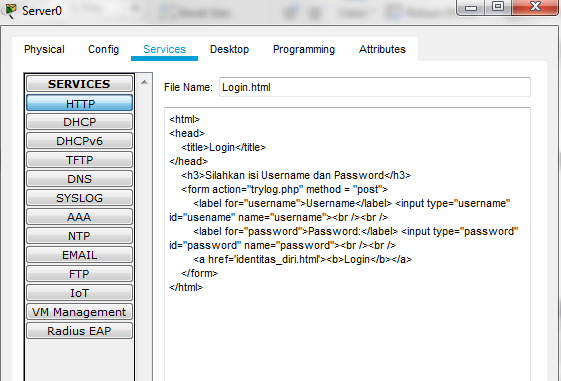 Server0
Physical Config Services Desktop Programming Attributes
SERVICES
HTTP
DHCP
DHCPv6
TFTP
DNS
SYSLOG
AAA
NTP
EMAIL
FTP
IoT
VM Management
Radius EAP
File Name: Login.html
<html>
<head>
<title>Login</title>
</head>
<h3>Silahkan isi Username dan Password</h3>
<form action="trylog.php" method = "post">
<label for="username">Username</label> <input type="username"
id="usename" name="username"><br /><br />
<label for="password">Password:</label> <input type="password"
id="password" name="password"><br /><br />
<a href='identitas_diri.html'><b>Login</b></a>
</form>
</html>